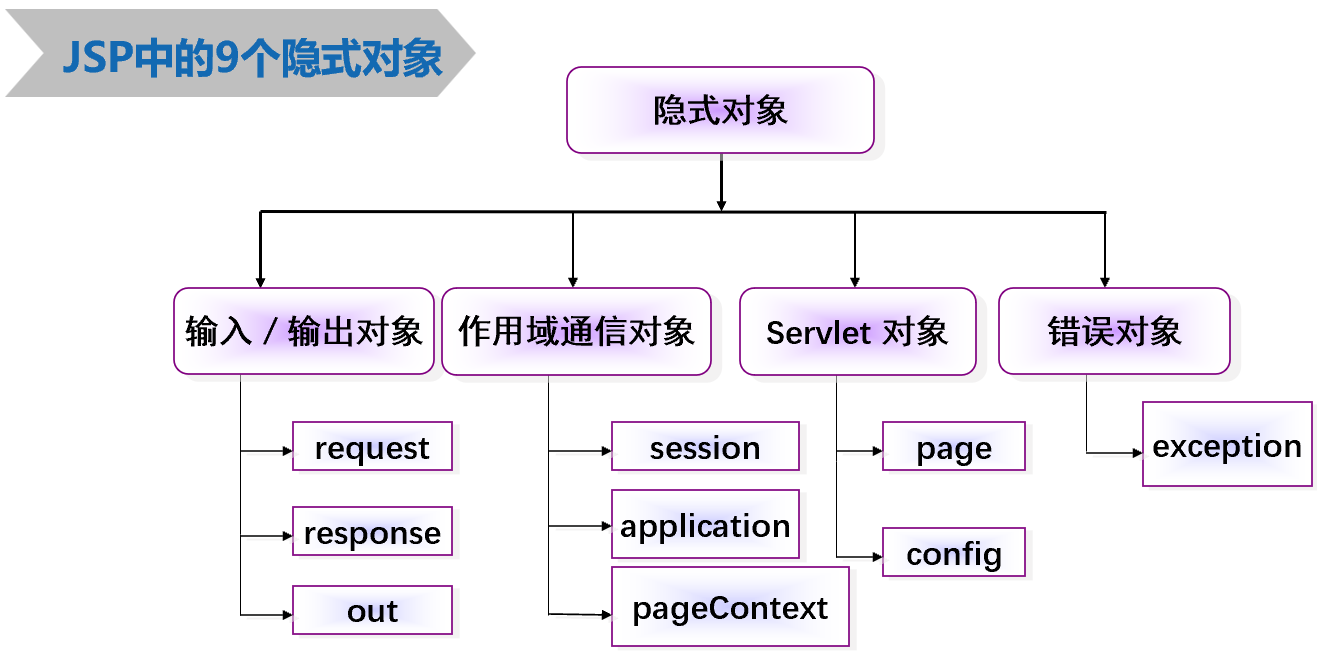 JSP中的9个隐式对象
隐式对象
输入 / 输出对象
作用域通信对象
Servlet 对象
错误对象
request
response
out
session
application
pageContext
page
config
exception